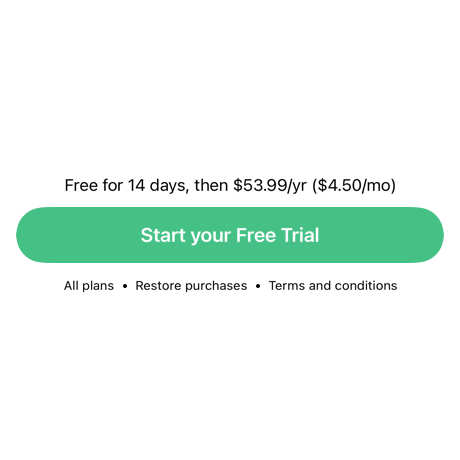 Free for 14 days, then $53.99/yr ($4.50/mo)
Start your Free Trial
All plans • Restore purchases • Terms and conditions